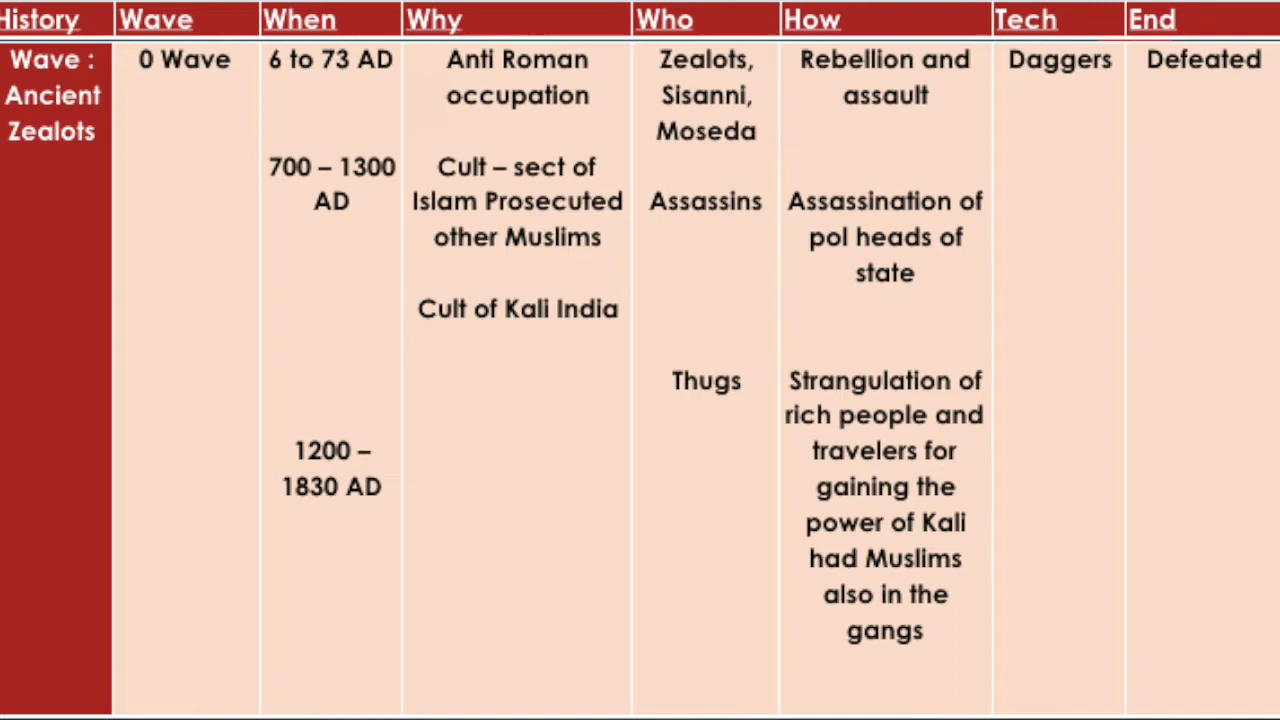 History Wave When Why Who How Tech End
Wave : 0 Wave 6 to 73 AD Anti Roman Zealots, Rebellion and Daggers Defeated
Ancient occupation Sisanni, assault
Zealots Moseda
700 – 1300 Cult – sect of
AD Islam Prosecuted Assassins Assassination of
other Muslims pol heads of
state
Cult of Kali India
Thugs Strangulation of
rich people and
1200 – travelers for
1830 AD gaining the
power of Kali
had Muslims
also in the
gangs